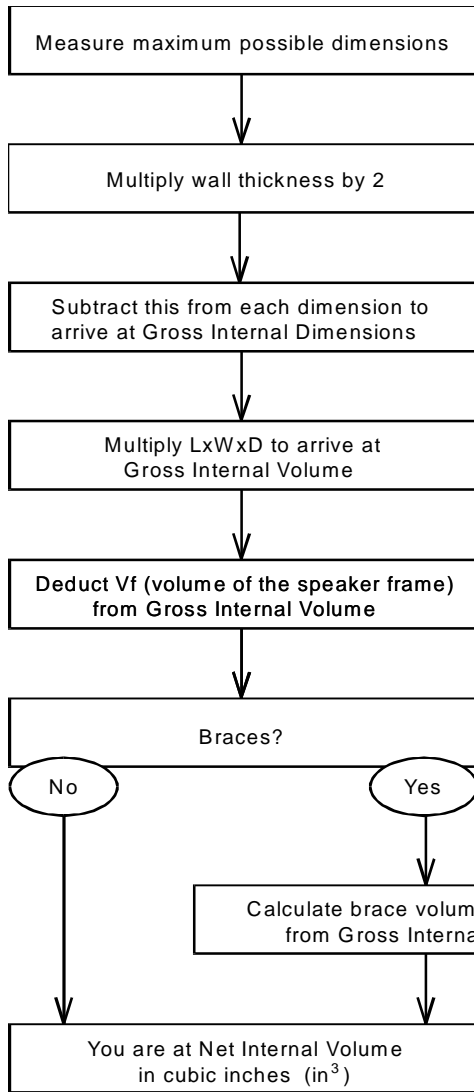 Measure maximum possible dimensions
Multiply wall thickness by 2
Subtract this from each dimension to
arrive at Gross Internal Dimensions
Multiply LxWxD to arrive at
Gross Internal Volume
Deduct Vf (volume of the speaker frame)
from Gross Internal Volume
Braces?
No
Yes
Calculate brace volum
from Gross Interna
You are at Net Internal Volume
in cubic inches (in³)